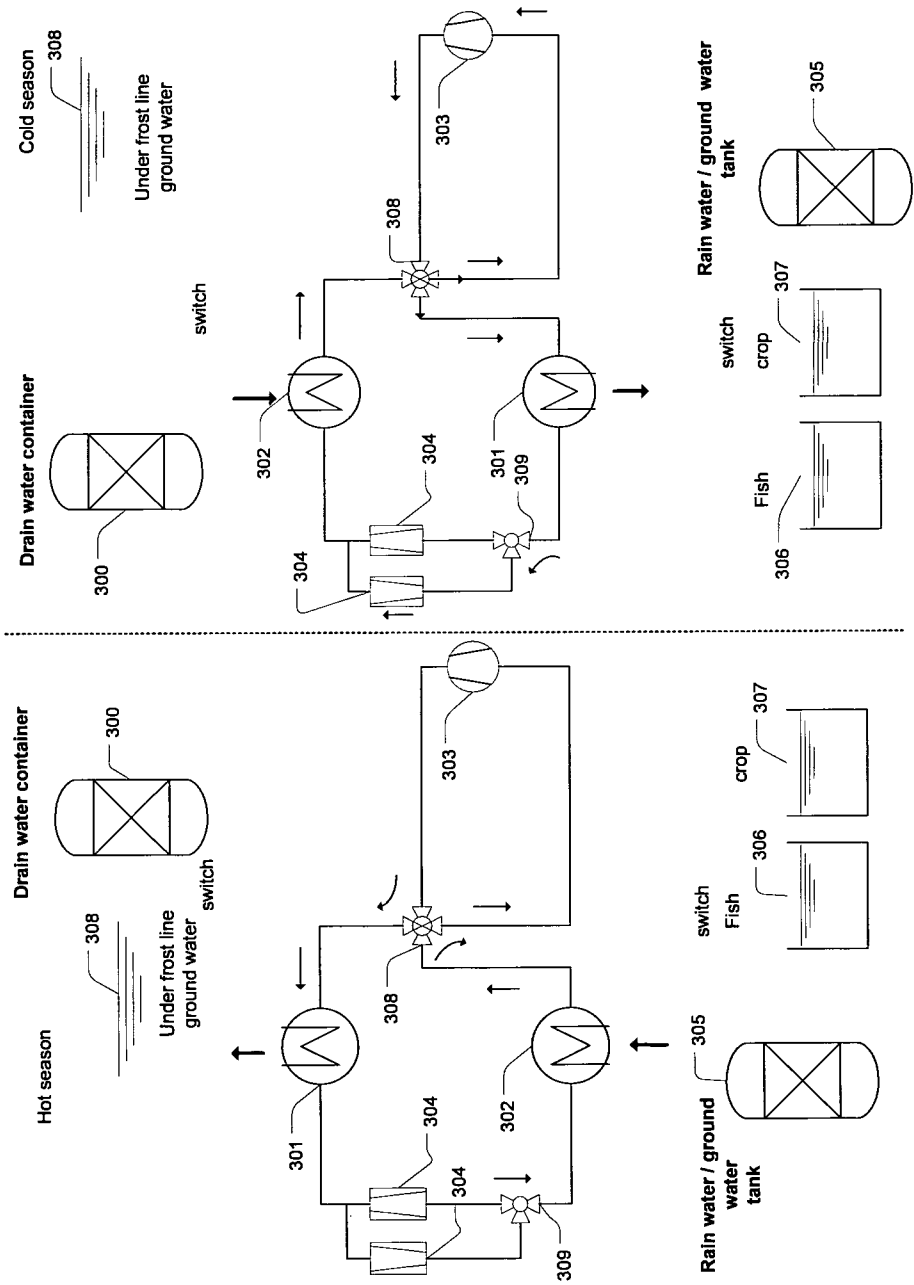 Hot season
308
Under frost line
ground water
Drain water container
300
switch
301
304
304
308
303
302
309
Rain water / ground
water
tank
305
switch
Fish
306
crop
307
Drain water container
300
switch
Cold season
308
Under frost line
ground water
302
304
304
308
303
301
309
Fish
306
switch
crop
307
Rain water / ground water
tank
305